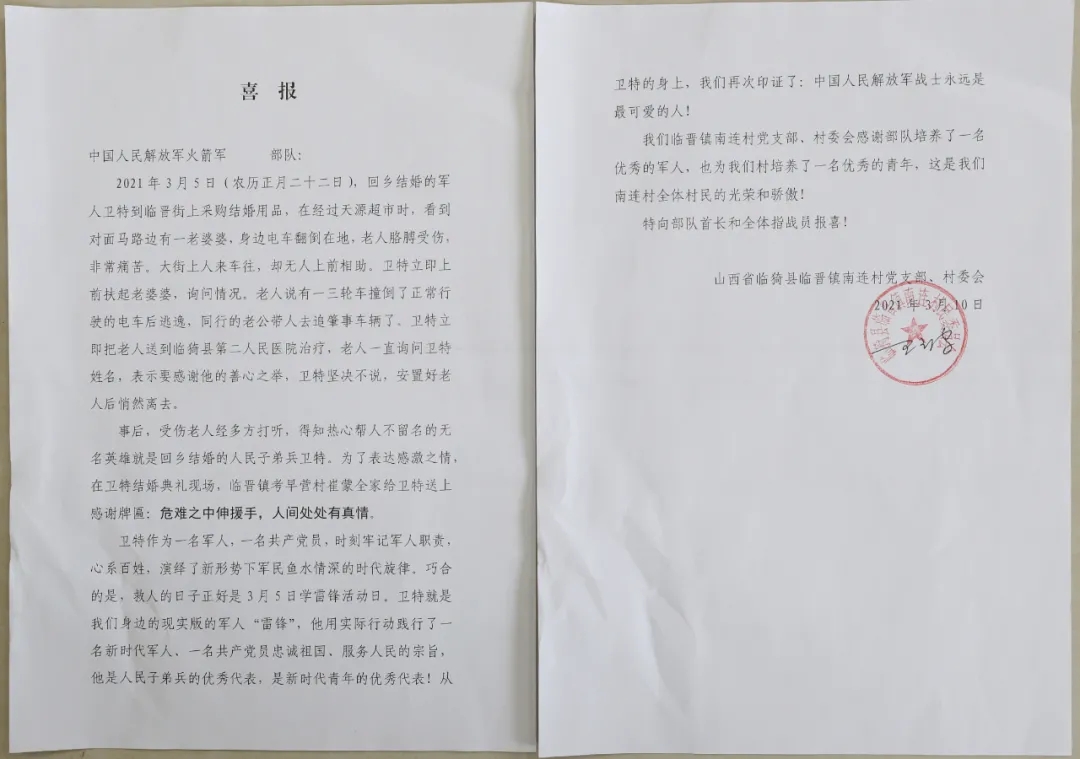 喜 报
中国人民解放军火箭军 部队：
2021 年 3 月 5 日（农历正月二十二日），回乡结婚的军
人卫特到临晋街上采购结婚用品，在经过天源超市时，看到
对面马路边有一老婆婆，身边电车翻倒在地，老人胳膊受伤，
非常痛苦。大街上人来车往，却无人上前相助。卫特立即上
前扶起老婆婆，询问情况。老人说有一三轮车撞倒了正常行
驶的电车后逃逸，同行的老公带人去追肇事车辆了。卫特立
即把老人送到临猗县第二人民医院治疗，老人一直询问卫特
姓名，表示要感谢他的善心之举，卫特坚决不说，安置好老
人后悄然离去。
事后，受伤老人经多方打听，得知热心帮人不留名的无
名英雄就是回乡结婚的人民子弟兵卫特。为了表达感激之情，
在卫特结婚典礼现场，临晋镇考早营村崔蒙全家给卫特送上
感谢牌匾：危难之中伸援手，人间处处有真情。
卫特作为一名军人，一名共产党员，时刻牢记军人职责，
心系百姓，演绎了新形势下军民鱼水情深的时代旋律。巧合
的是，救人的日子正好是 3 月 5 日学雷锋活动日。卫特就是
我们身边的现实版的军人“雷锋”，他用实际行动践行了一
名新时代军人、一名共产党员忠诚祖国、服务人民的宗旨，
他是人民子弟兵的优秀代表，是新时代青年的优秀代表！从
卫特的身上，我们再次印证了：中国人民解放军战士永远是
最可爱的人！
我们临晋镇南连村党支部、村委会感谢部队培养了一名
优秀的军人，也为我们村培养了一名优秀的青年，这是我们
南连村全体村民的光荣和骄傲！
特向部队首长和全体指战员报喜！
山西省临猗县临晋镇南连村党支部、村委会
2021 年 3 月 10 日